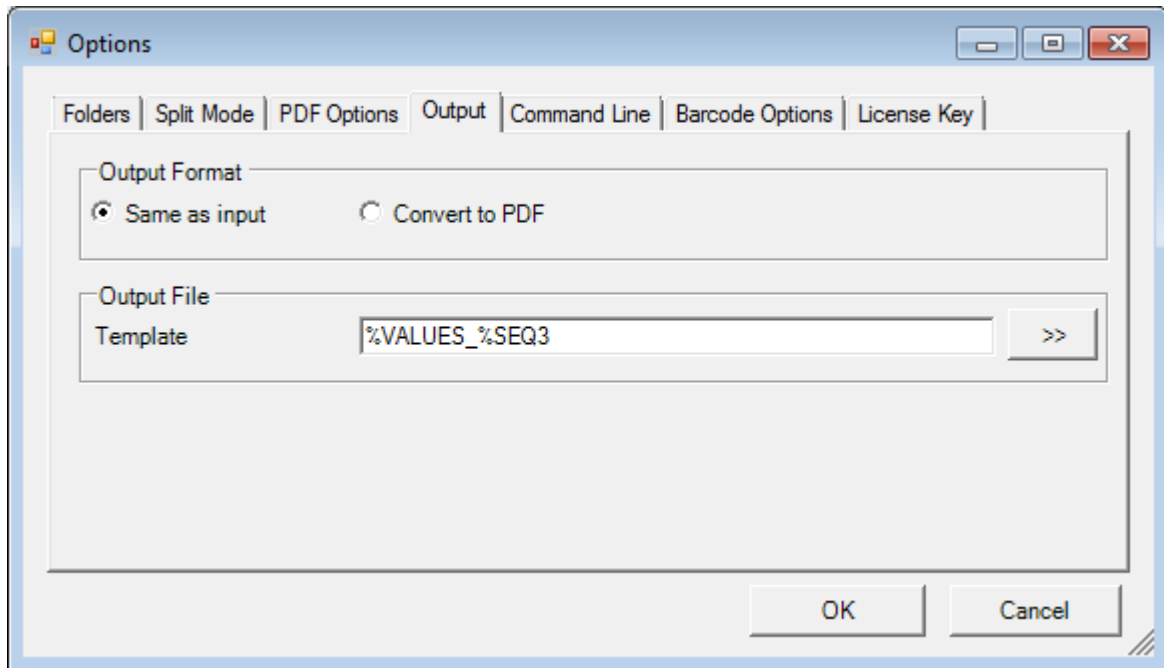 Options
Folders Split Mode PDF Options Output Command Line Barcode Options License Key
Output Format
Same as input Convert to PDF
Output File
Template %VALUES_%SEQ3 >>
OK Cancel